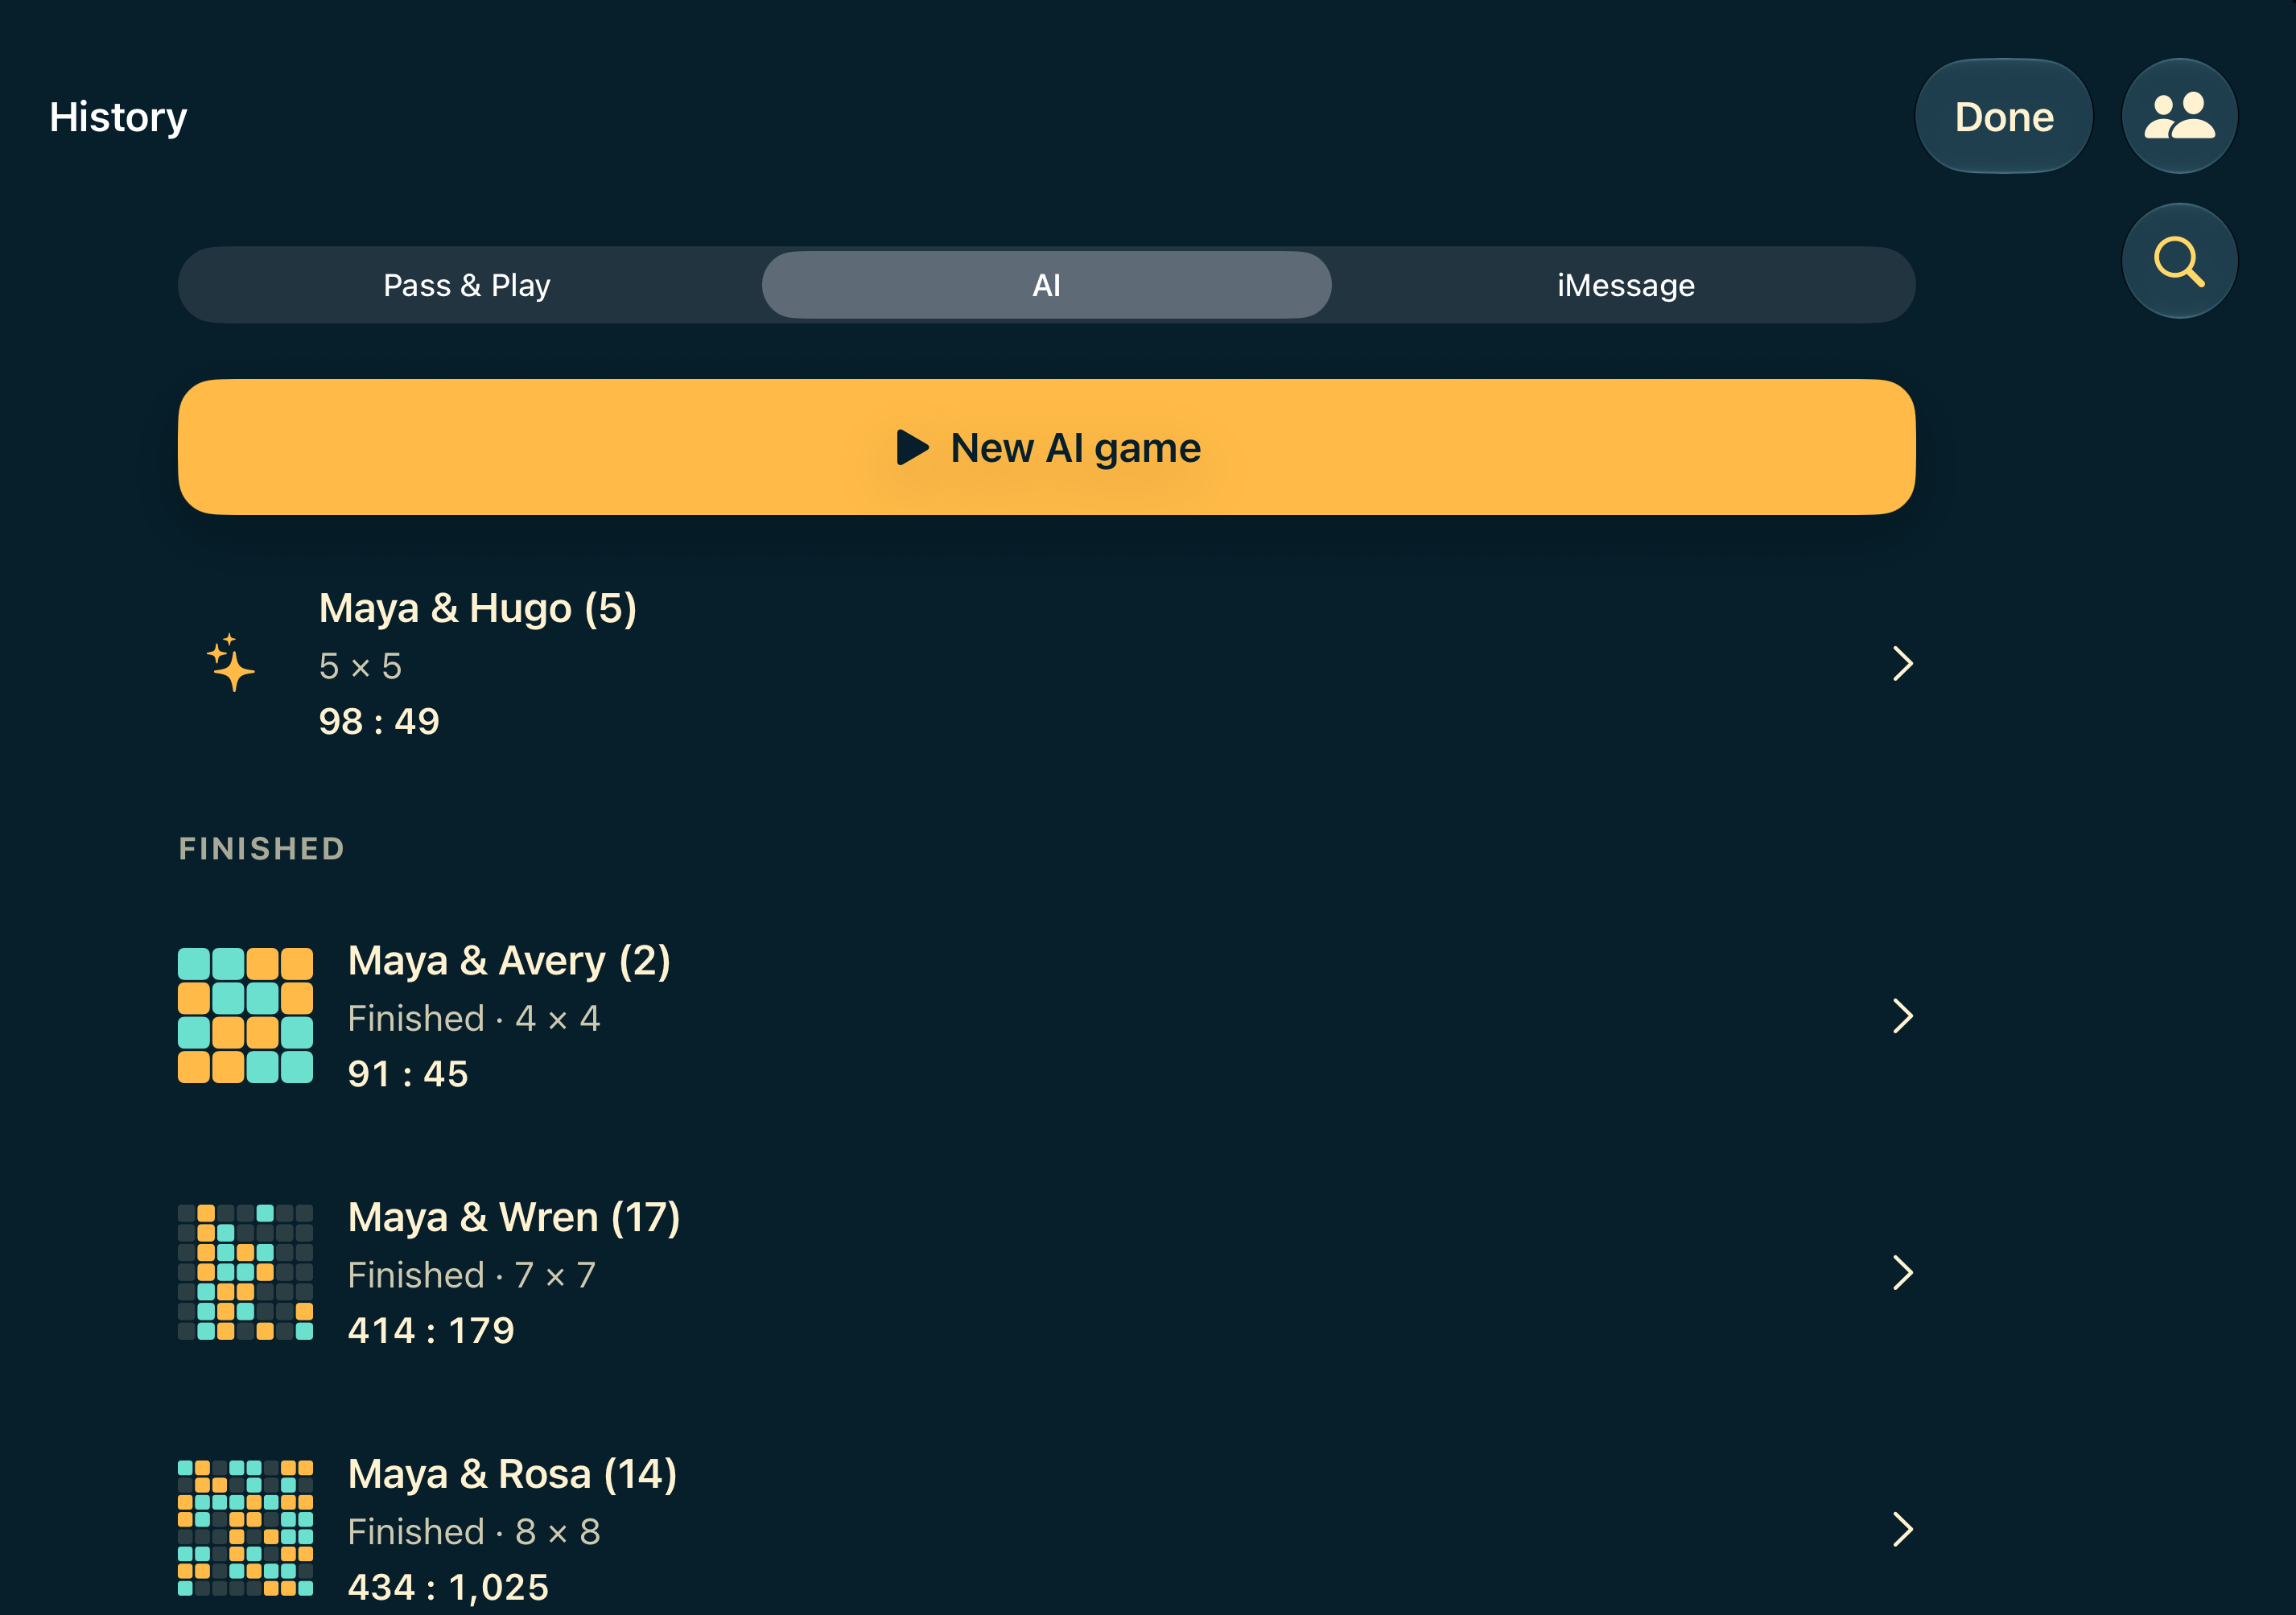 History
Done
Pass & Play
AI
iMessage
New AI game
Maya & Hugo (5)
5 × 5
98 : 49
FINISHED
Maya & Avery (2)
Finished · 4 × 4
91 : 45
Maya & Wren (17)
Finished · 7 × 7
414 : 179
Maya & Rosa (14)
Finished · 8 × 8
434 : 1,025